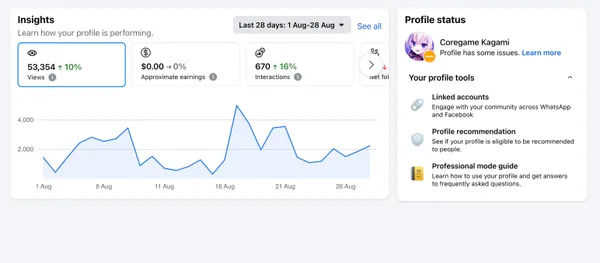 Insights
Learn how your profile is performing.
Last 28 days: 1 Aug-28 Aug
See all
53,354 ↑ 10%
Views
$0.00 → 0%
Approximate earnings
670 ↑ 16%
Interactions
Net foll
4,000
2,000
1 Aug
6 Aug
11 Aug
16 Aug
21 Aug
26 Aug
Profile status
Coregame Kagami
Profile has some issues. Learn more
Your profile tools
Linked accounts
Engage with your community across WhatsApp
and Facebook
Profile recommendation
See if your profile is eligible to be recommended
to people.
Professional mode guide
Learn how to use your profile and get answers
to frequently asked questions.